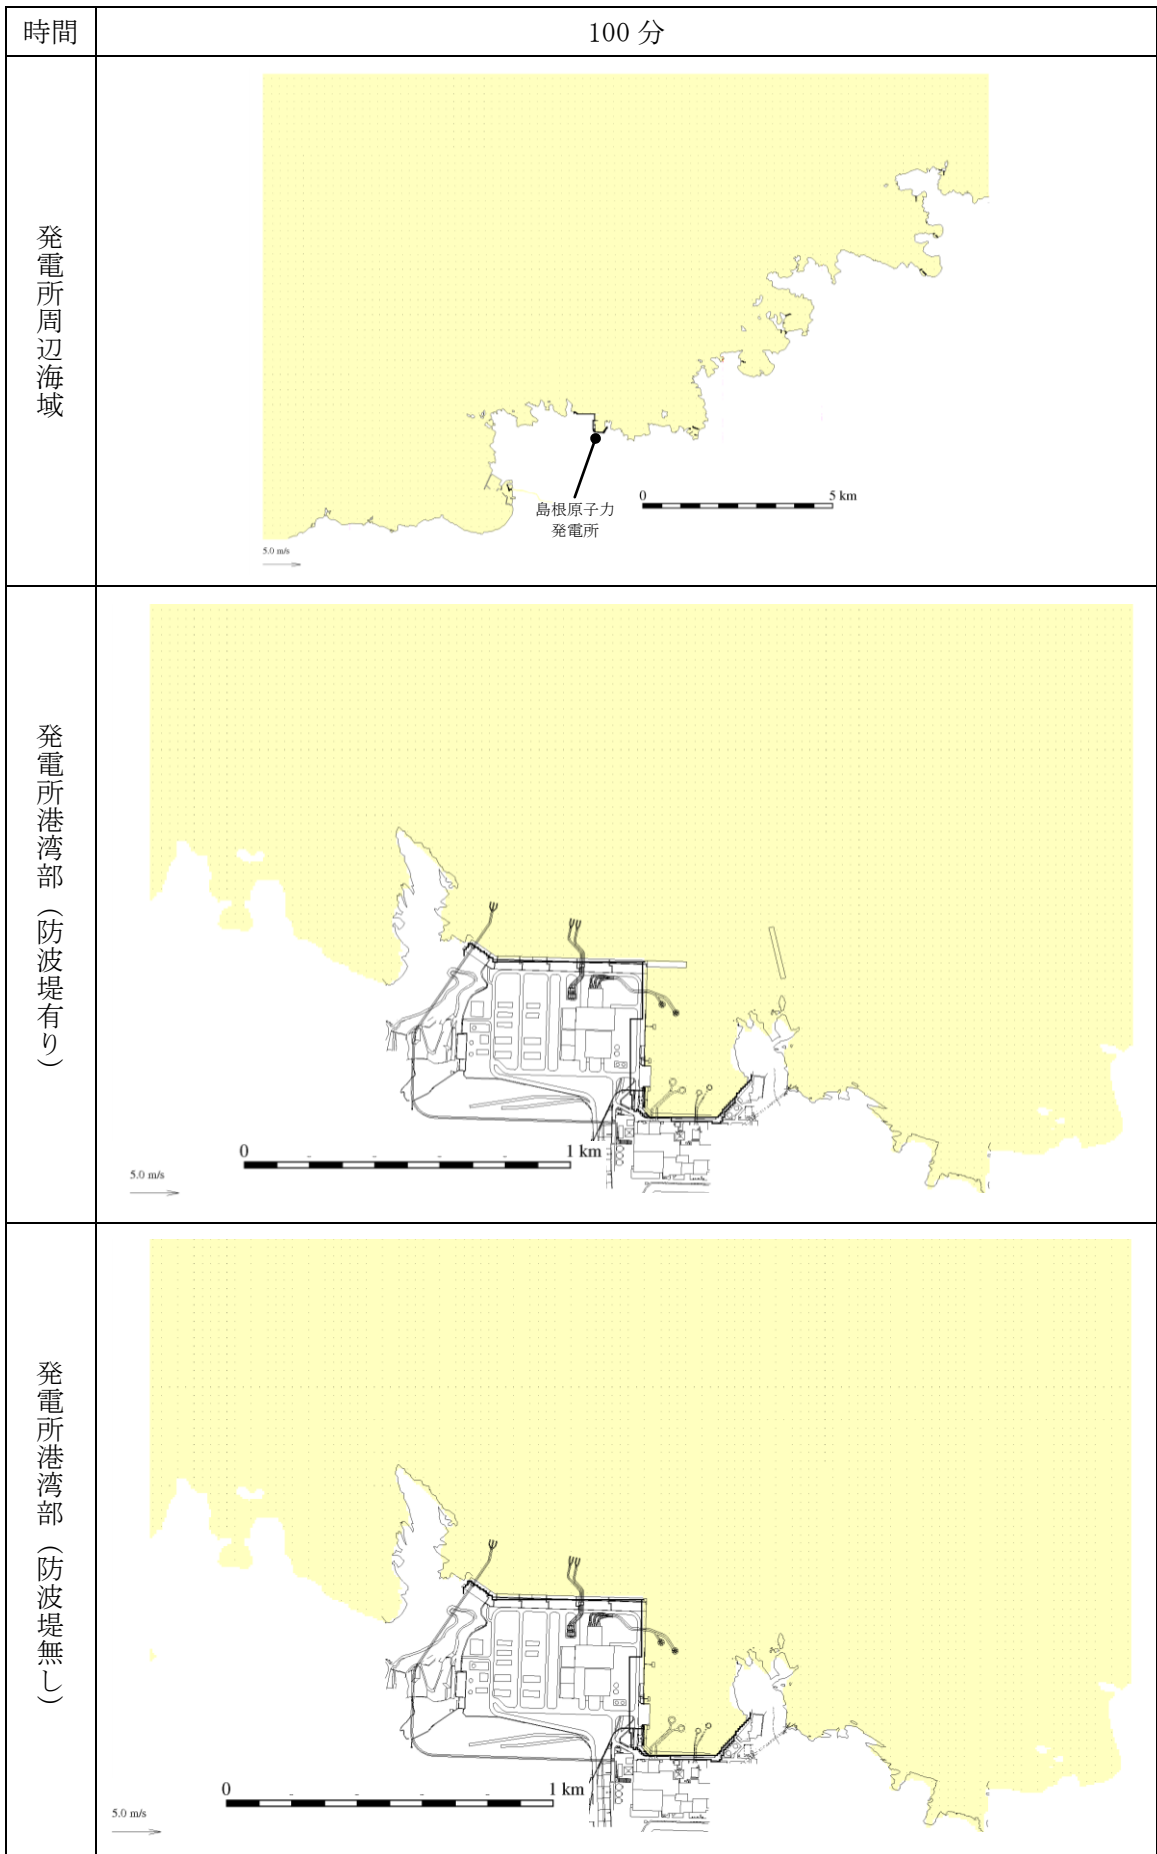 時間
100 分
発電所周辺海域
島根原子力
発電所
0
5 km
5.0 m/s
発電所港湾部（防波堤有り）
0
1 km
5.0 m/s
発電所港湾部（防波堤無し）
0
1 km
5.0 m/s